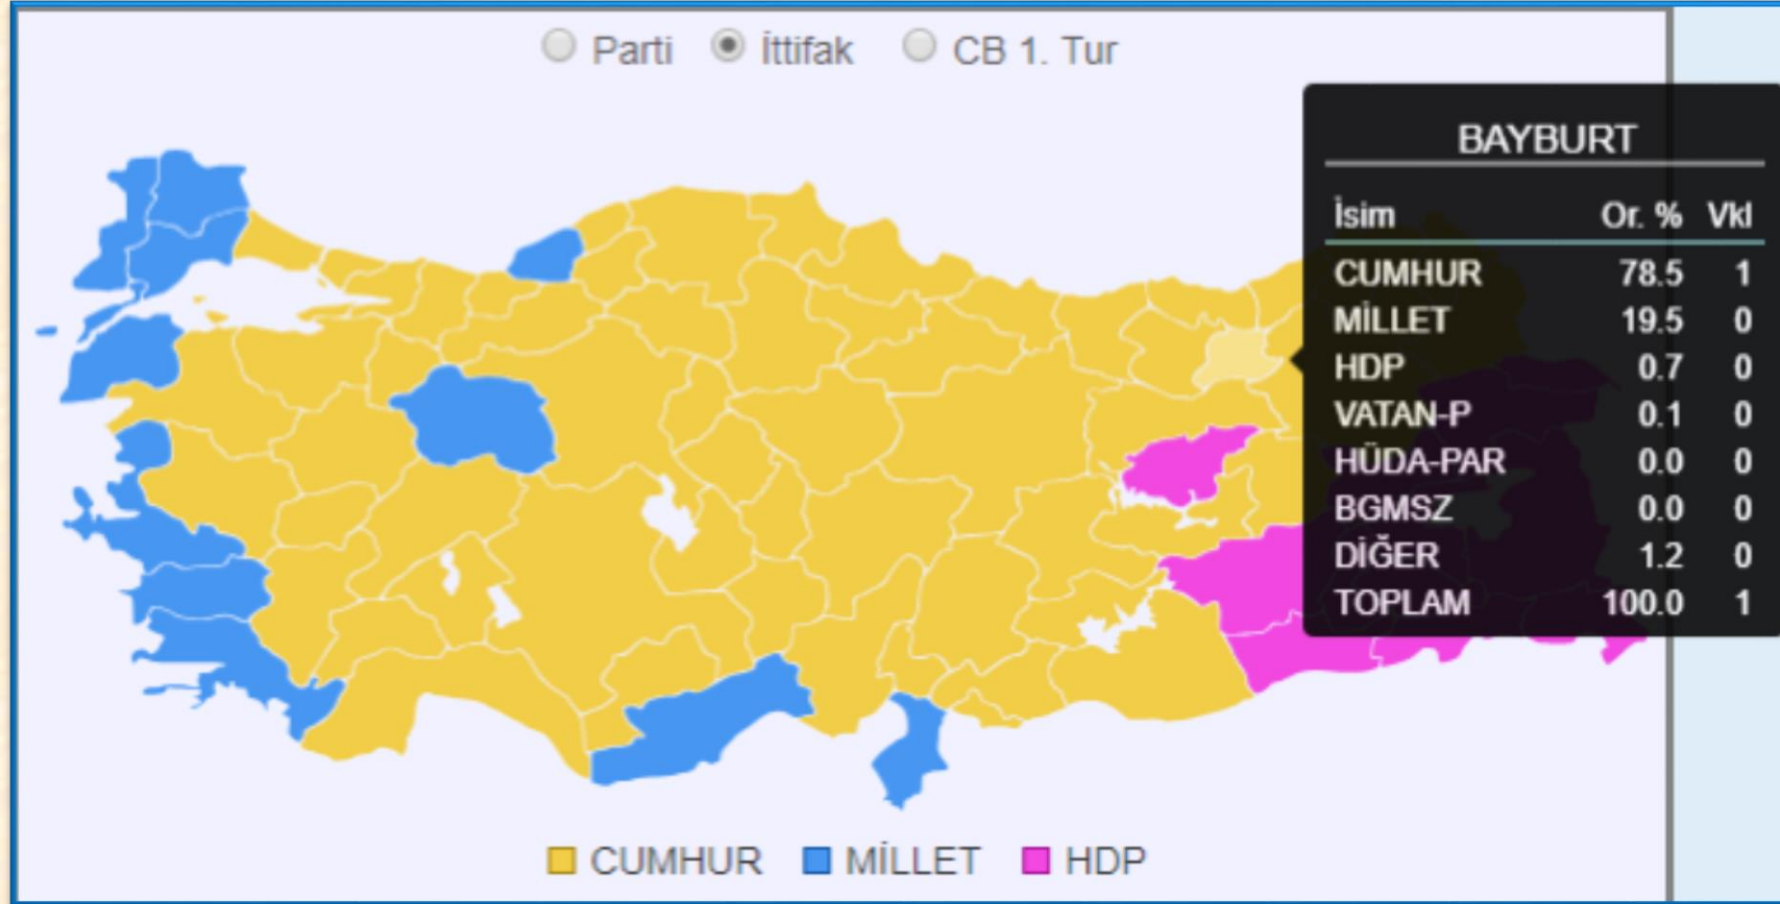 Parti İttifak CB 1. Tur
BAYBURT
İsim Or. % Vkl
CUMHUR 78.5 1
MİLLET 19.5 0
HDP 0.7 0
VATAN-P 0.1 0
HÜDA-PAR 0.0 0
BGMSZ 0.0 0
DİĞER 1.2 0
TOPLAM 100.0 1
CUMHUR MİLLET HDP